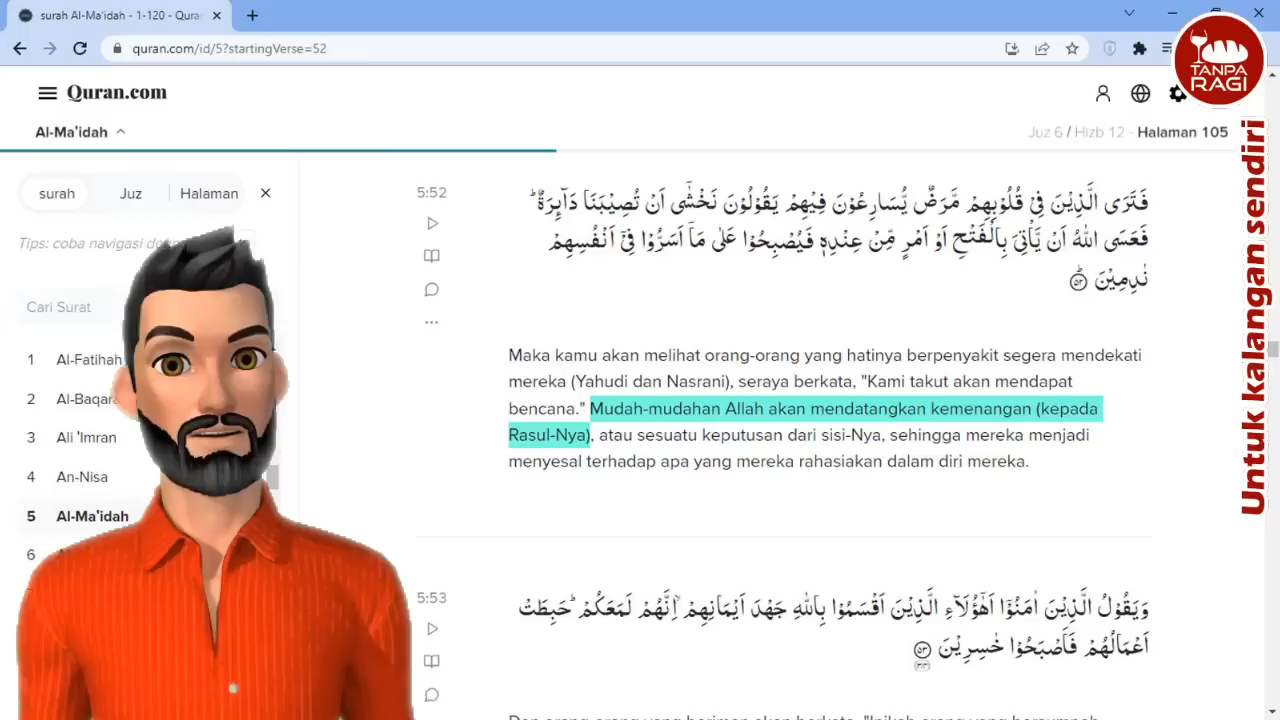 surah Al-Ma'idah - 1-120 - Qura
quran.com/id/5?startingVerse=52
TANPA
RAGI
Quran.com
Al-Ma'idah
Juz 6 / Hizb 12 - Halaman 105
surah
Juz
Halaman
Tips: coba navigasi
Cari Surat
1 Al-Fatihah
2 Al-Baqara
3 Ali 'Imran
4 An-Nisa
5 Al-Ma'idah
6
5:52
فَتَرَى الَّذِيْنَ فِيْ قُلُوْبِهِمْ مَّرَضٌ يُّسَارِعُوْنَ فِيْهِمْ يَقُوْلُوْنَ نَخْشٰٓى اَنْ تُصِيْبَنَا دَاۤىِٕرَةٌ ۗ
فَعَسَى اللّٰهُ اَنْ يَّأْتِيَ بِالْفَتْحِ اَوْ اَمْرٍ مِّنْ عِنْدِهٖ فَيُصْبِحُوْا عَلٰى مَآ اَسَرُّوْا فِيْٓ اَنْفُسِهِمْ
نٰدِمِيْنَ ۗ ٥٢
Maka kamu akan melihat orang-orang yang hatinya berpenyakit segera mendekati
mereka (Yahudi dan Nasrani), seraya berkata, "Kami takut akan mendapat
bencana." Mudah-mudahan Allah akan mendatangkan kemenangan (kepada
Rasul-Nya), atau sesuatu keputusan dari sisi-Nya, sehingga mereka menjadi
menyesal terhadap apa yang mereka rahasiakan dalam diri mereka.
5:53
وَيَقُوْلُ الَّذِيْنَ اٰمَنُوْٓا اَهٰٓؤُلَاۤءِ الَّذِيْنَ اَقْسَمُوْا بِاللّٰهِ جَهْدَ اَيْمَانِهِمْۙ اِنَّهُمْ لَمَعَكُمْۗ حَبِطَتْ
اَعْمَالُهُمْ فَاَصْبَحُوْا خٰسِرِيْنَ ٥٣
Untuk kalangan sendiri